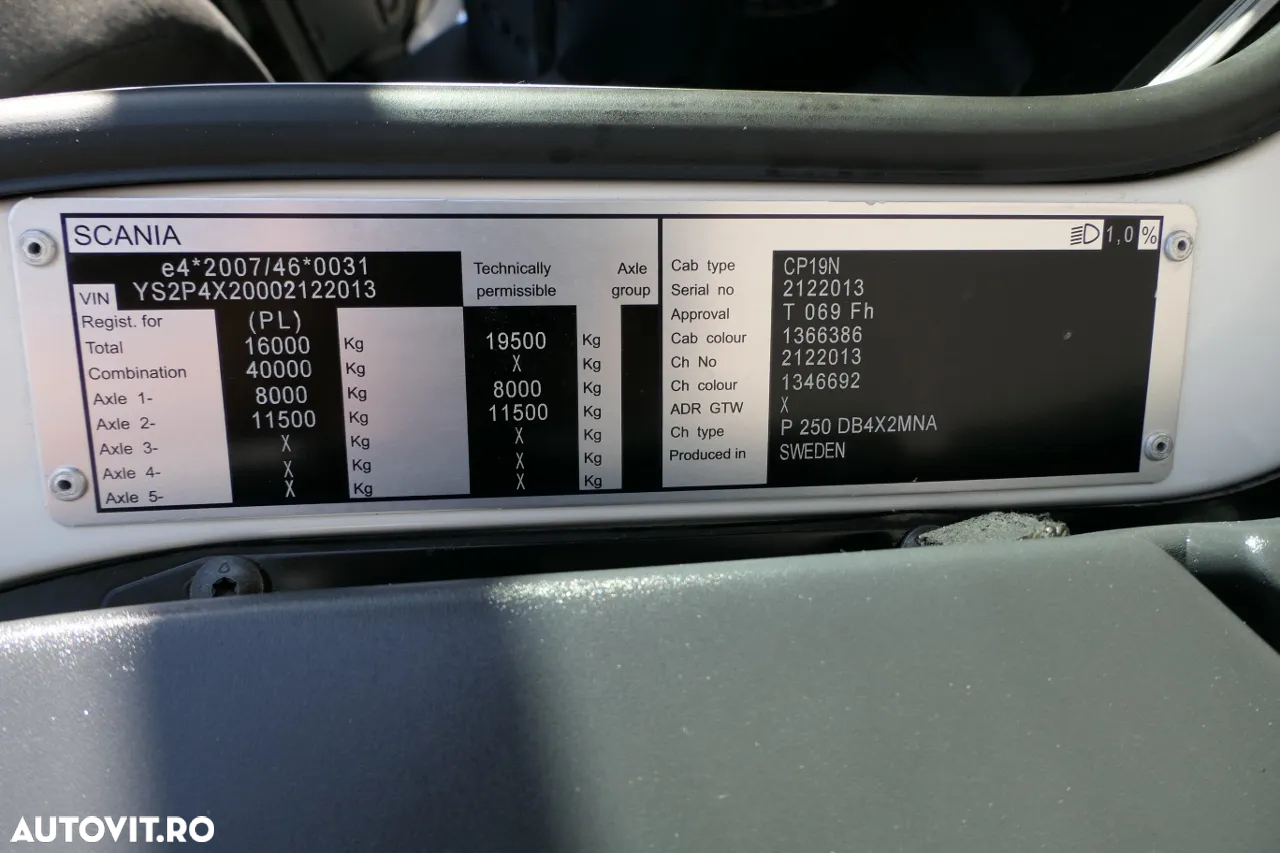 SCANIA
1,0 %
e4*2007/46*0031
VIN YS2P4X20002122013
Technically permissible
Axle group
Regist. for (PL)
Total 16000 Kg 19500 Kg
Combination 40000 Kg X Kg
Axle 1- 8000 Kg 8000 Kg
Axle 2- 11500 Kg 11500 Kg
Axle 3- X Kg X Kg
Axle 4- X Kg X Kg
Axle 5- X Kg X Kg
Cab type CP19N
Serial no 2122013
Approval T 069 Fh
Cab colour 1366386
Ch No 2122013
Ch colour 1346692
ADR GTW X
Ch type P 250 DB4X2MNA
Produced in SWEDEN
AUTOVIT.RO